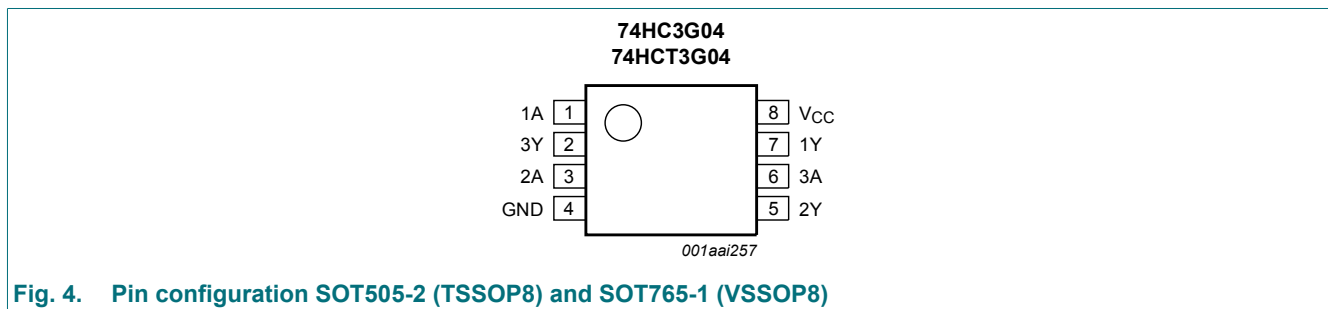 74HC3G04
74HCT3G04
1A 1 8 VCC
3Y 2 7 1Y
2A 3 6 3A
GND 4 5 2Y
001aai257
Fig. 4. Pin configuration SOT505-2 (TSSOP8) and SOT765-1 (VSSOP8)